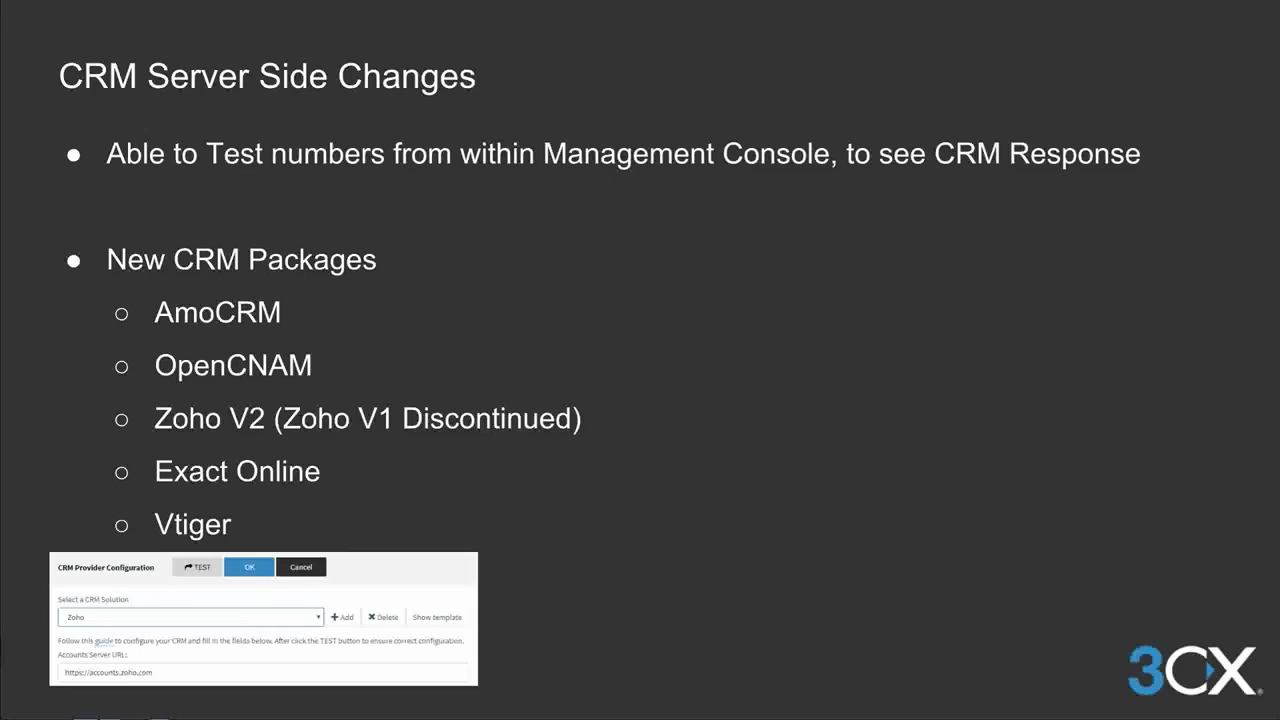 CRM Server Side Changes
● Able to Test numbers from within Management Console, to see CRM Response
● New CRM Packages
○ AmoCRM
○ OpenCNAM
○ Zoho V2 (Zoho V1 Discontinued)
○ Exact Online
○ Vtiger
CRM Provider Configuration TEST OK Cancel
Select a CRM Solution
Zoho Add Delete Show template
Follow this guide to configure your CRM and fill in the fields below. After click the TEST button to ensure correct configuration.
Accounts Server URL:
https://accounts.zoho.com
3CX